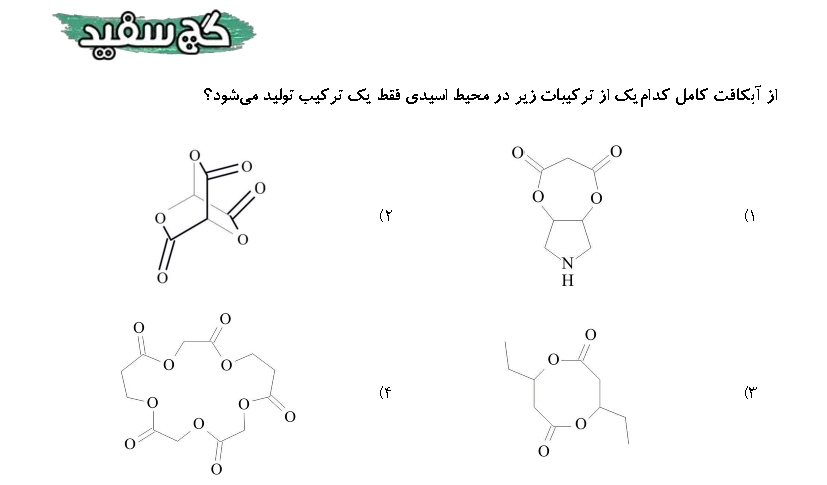 گچ سفید
از آبکافت کامل کدام‌یک از ترکیبات زیر در محیط اسیدی فقط یک ترکیب تولید می‌شود؟
(۱
O O
O O
N
H
(۲
O O
O O
O
O
(۳
O
O
O
O
(۴
O O
O O
O O
O O
O O
O
O